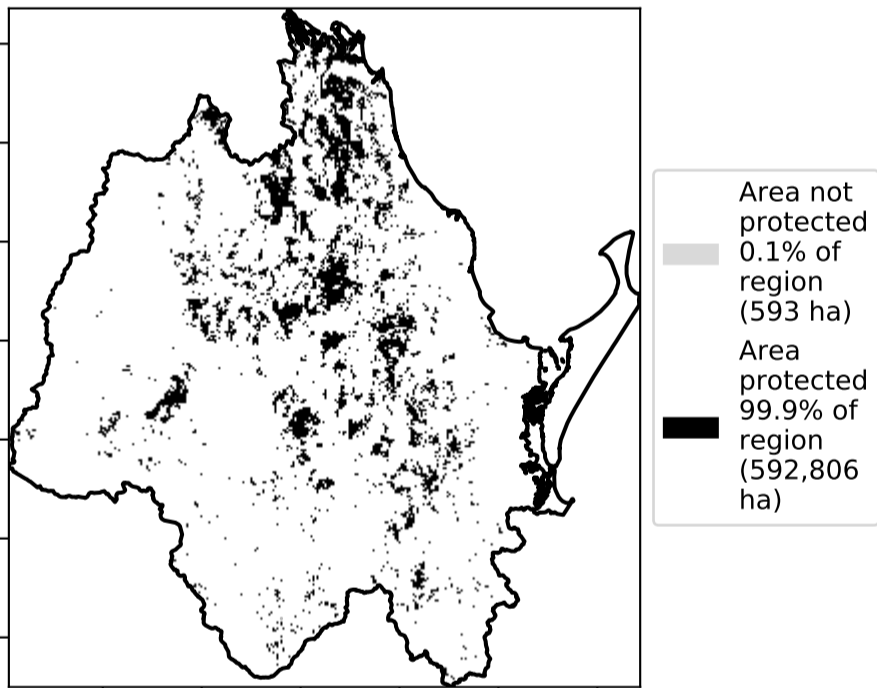 Area not
protected
0.1% of
region
(593 ha)
Area
protected
99.9% of
region
(592,806
ha)